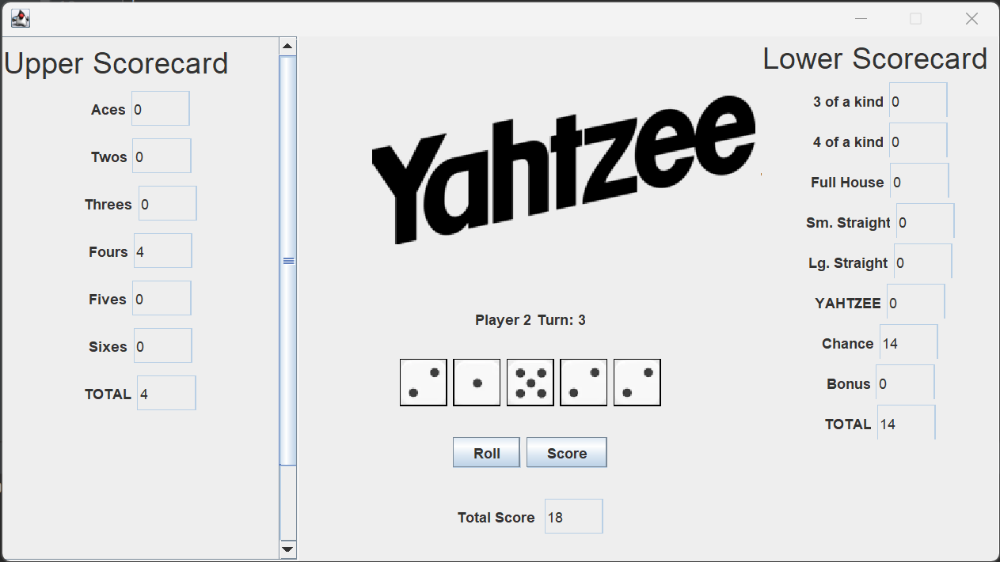 Upper Scorecard
Aces 0
Twos 0
Threes 0
Fours 4
Fives 0
Sixes 0
TOTAL 4
Yahtzee
Player 2 Turn: 3
Roll Score
Total Score 18
Lower Scorecard
3 of a kind 0
4 of a kind 0
Full House 0
Sm. Straight 0
Lg. Straight 0
YAHTZEE 0
Chance 14
Bonus 0
TOTAL 14